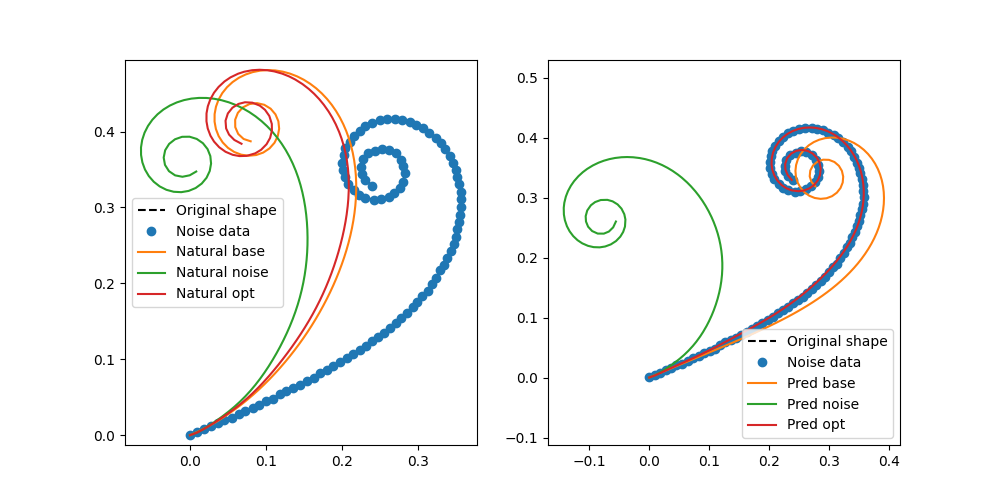 0.4
0.3
0.2
0.1
0.0
0.0
0.1
0.2
0.3
Original shape
Noise data
Natural base
Natural noise
Natural opt
0.5
0.4
0.3
0.2
0.1
0.0
−0.1
−0.1
0.0
0.1
0.2
0.3
0.4
Original shape
Noise data
Pred base
Pred noise
Pred opt